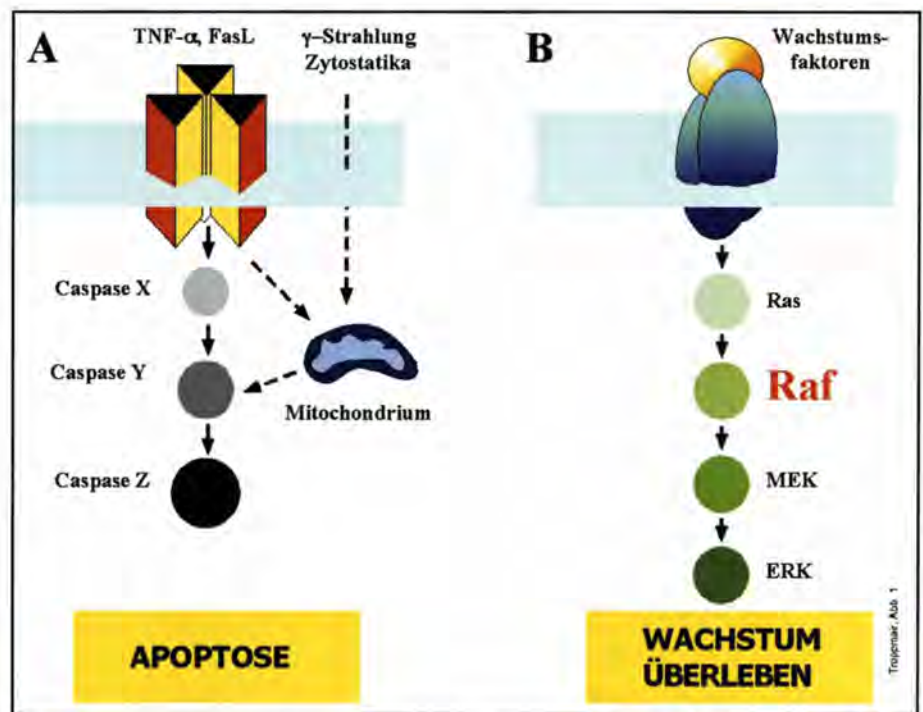 A
TNF-α, FasL
γ–Strahlung
Zytostatika
Caspase X
Caspase Y
Mitochondrium
Caspase Z
APOPTOSE
B
Wachstums-
faktoren
Ras
Raf
MEK
ERK
WACHSTUM
ÜBERLEBEN
Troppmair, Abb. 1